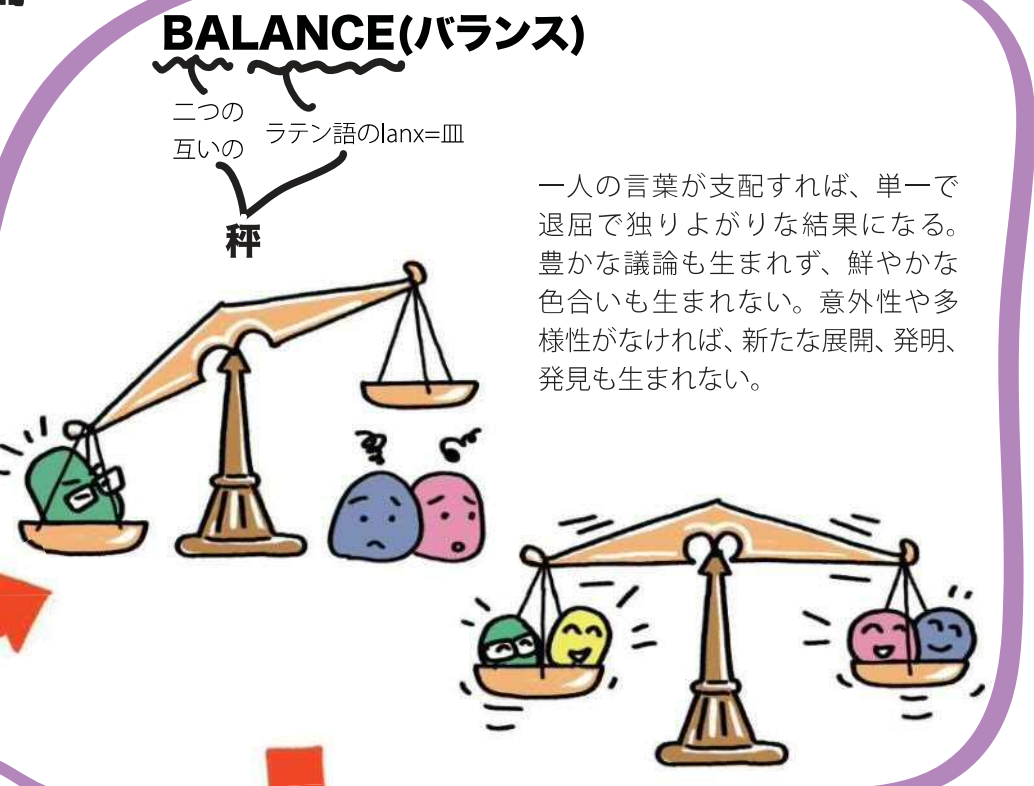 BALANCE(バランス)
二つの
互いの
ラテン語のlanx=皿
秤
一人の言葉が支配すれば、単一で
退屈で独りよがりな結果になる。
豊かな議論も生まれず、鮮やかな
色合いも生まれない。意外性や多
様性がなければ、新たな展開、発明、
発見も生まれない。